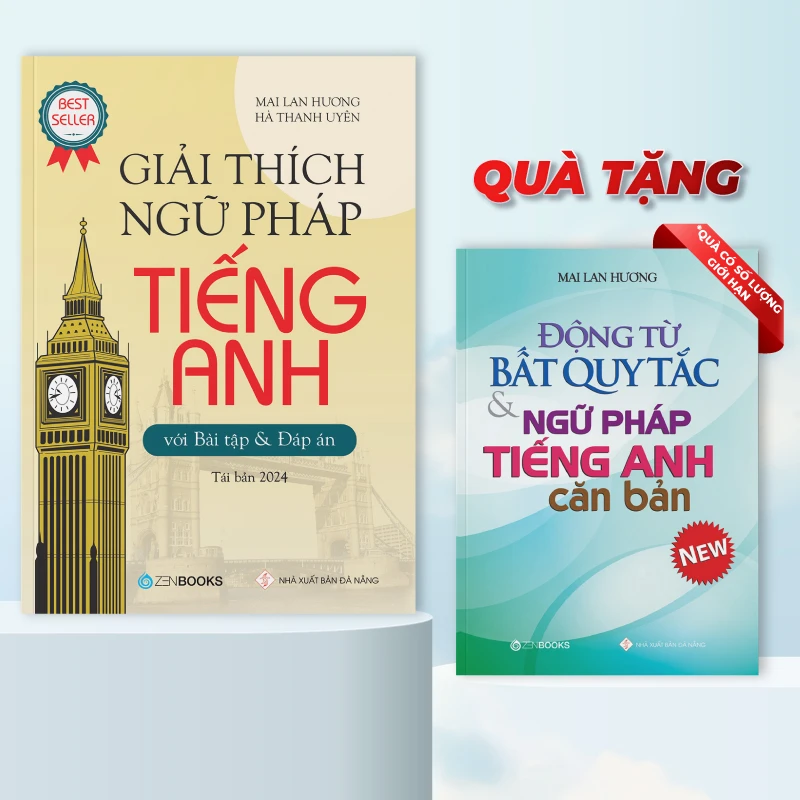 BEST
SELLER
MAI LAN HƯƠNG
HÀ THANH UYÊN
GIẢI THÍCH
NGỮ PHÁP
TIẾNG
ANH
với Bài tập & Đáp án
Tái bản 2024
ZENBOOKS
NHÀ XUẤT BẢN ĐÀ NẴNG
QUÀ TẶNG
*QUÀ CÓ SỐ LƯỢNG
GIỚI HẠN
MAI LAN HƯƠNG
ĐỘNG TỪ
BẤT QUY TẮC
&
NGỮ PHÁP
TIẾNG ANH
căn bản
NEW
ZENBOOKS
NHÀ XUẤT BẢN ĐÀ NẴNG